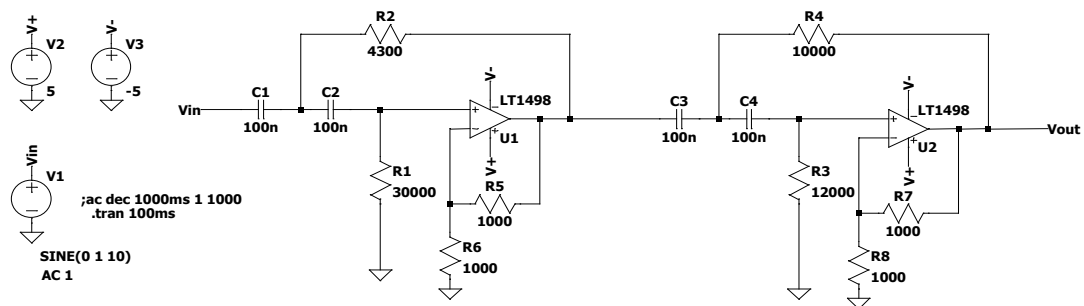 V+
V2
5
V-
V3
-5
Vin
V1
SINE(0 1 10)
AC 1
;ac dec 1000ms 1 1000
.tran 100ms
Vin
C1
100n
C2
100n
R2
4300
R1
30000
V-
LT1498
U1
V+
R5
1000
R6
1000
C3
100n
C4
100n
R4
10000
R3
12000
V-
LT1498
U2
V+
R7
1000
R8
1000
Vout